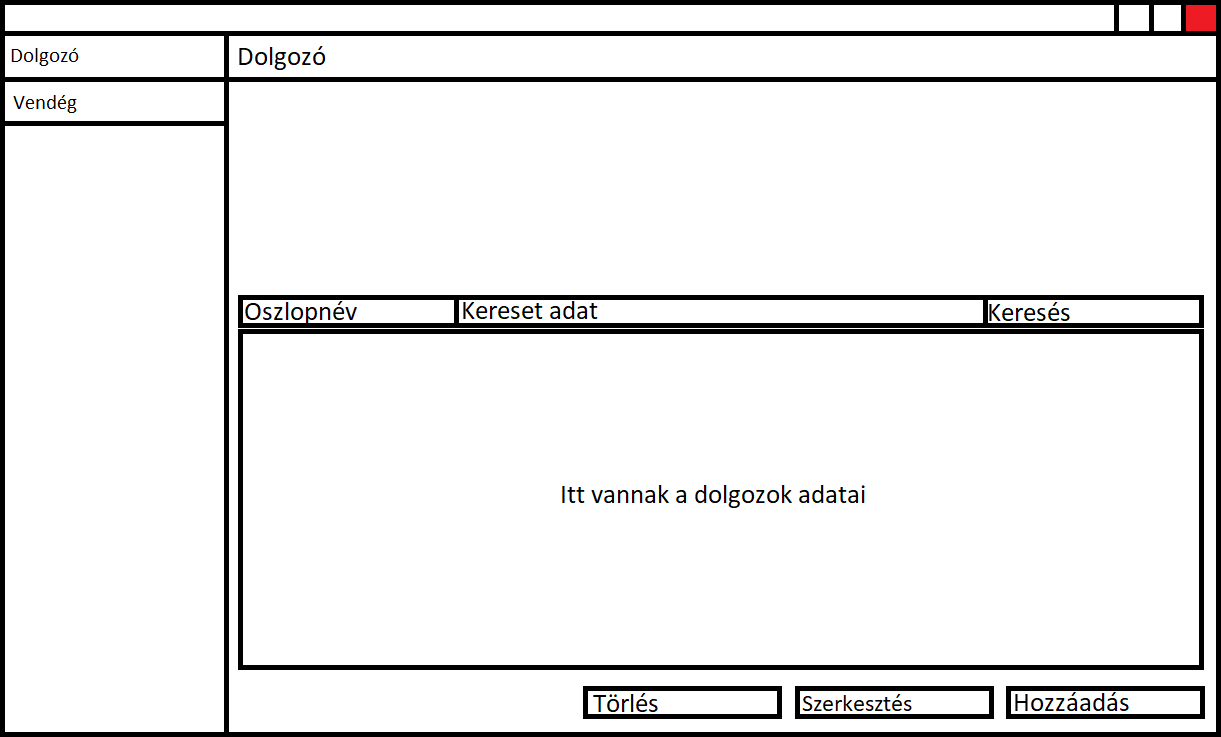 Dolgozó
Dolgozó
Vendég
Oszlopnév
Kereset adat
Keresés
Itt vannak a dolgozok adatai
Törlés
Szerkesztés
Hozzáadás